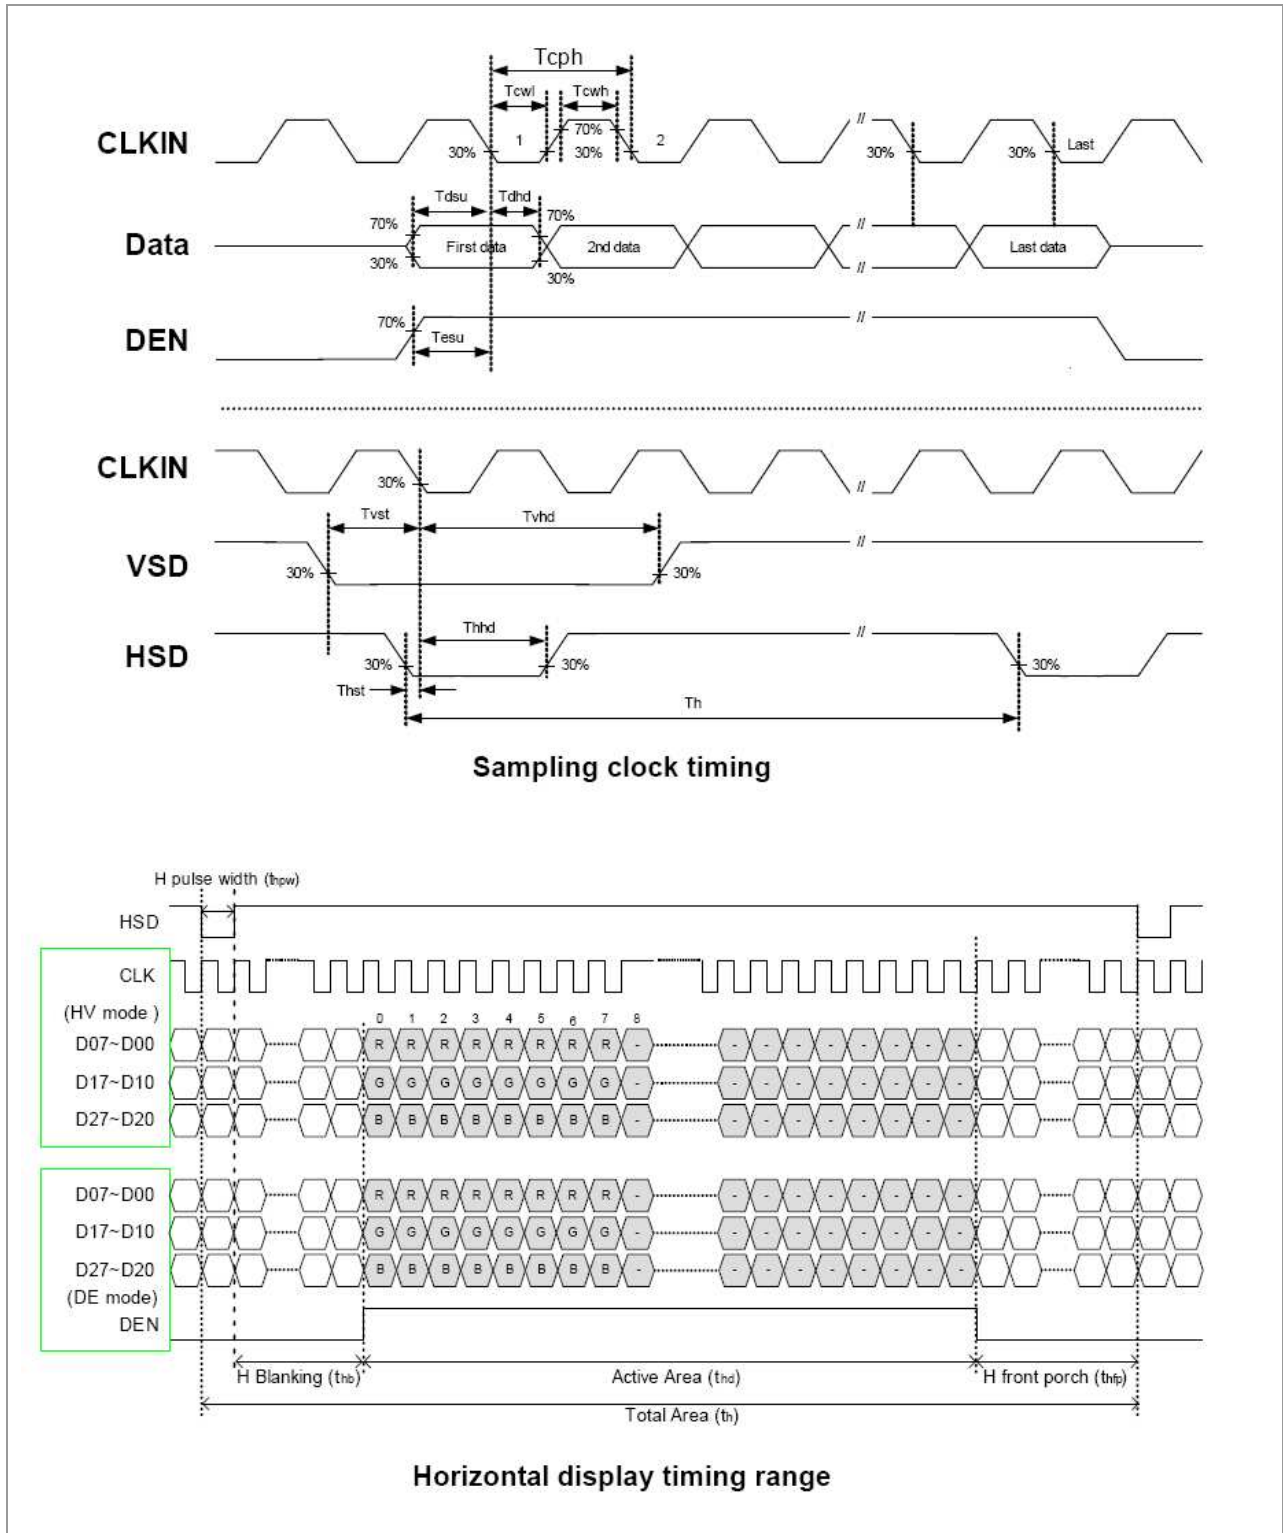 Tcph
Tcwl Tcwh
CLKIN 30% 1 70% 30% 2 // 30% 30% Last
Tdsu Tdhd
70% 70%
Data First data 2nd data // Last data
30% 30% //
DEN 70% Tesu //
CLKIN 30% //
Tvst Tvhd
VSD 30% 30% //
Thhd
HSD 30% 30% // 30%
Thst
Th
Sampling clock timing
H pulse width (thpw)
HSD
CLK
(HV mode ) 0 1 2 3 4 5 6 7 8
D07~D00 R R R R R R R R - - - - - - - - -
D17~D10 G G G G G G G G - - - - - - - - -
D27~D20 B B B B B B B B - - - - - - - - -
D07~D00 R R R R R R R R - - - - - - - - -
D17~D10 G G G G G G G G - - - - - - - - -
D27~D20 B B B B B B B B - - - - - - - - -
(DE mode)
DEN
H Blanking (thb) Active Area (thd) H front porch (thfp)
Total Area (th)
Horizontal display timing range